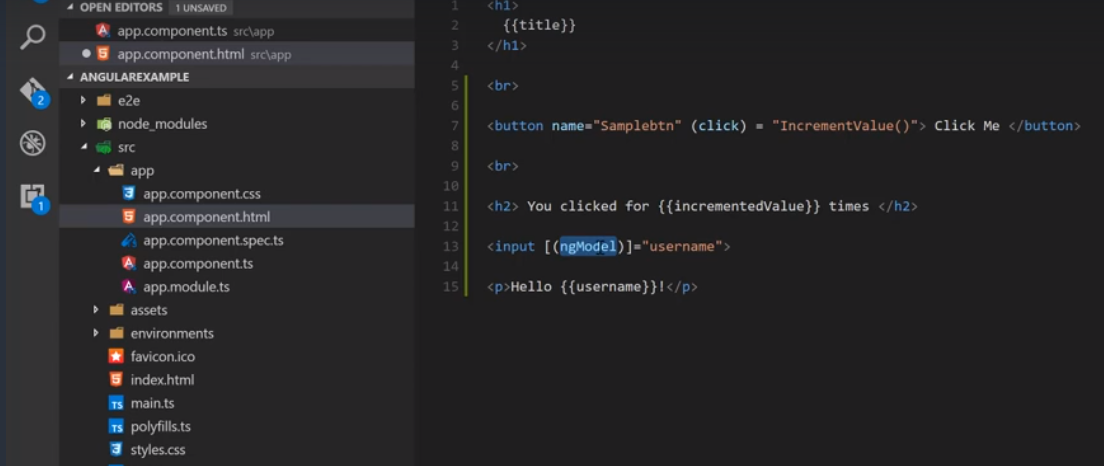 OPEN EDITORS 1 UNSAVED
app.component.ts src\app
app.component.html src\app
ANGULAREXAMPLE
e2e
node_modules
src
app
app.component.css
app.component.html
app.component.spec.ts
app.component.ts
app.module.ts
assets
environments
favicon.ico
index.html
main.ts
polyfills.ts
styles.css
2
1
1 <h1>
2 {{title}}
3 </h1>
4
5 <br>
6
7 <button name="Samplebtn" (click) = "IncrementValue()"> Click Me </button>
8
9 <br>
10
11 <h2> You clicked for {{incrementedValue}} times </h2>
12
13 <input [(ngModel)]="username">
14
15 <p>Hello {{username}}!</p>